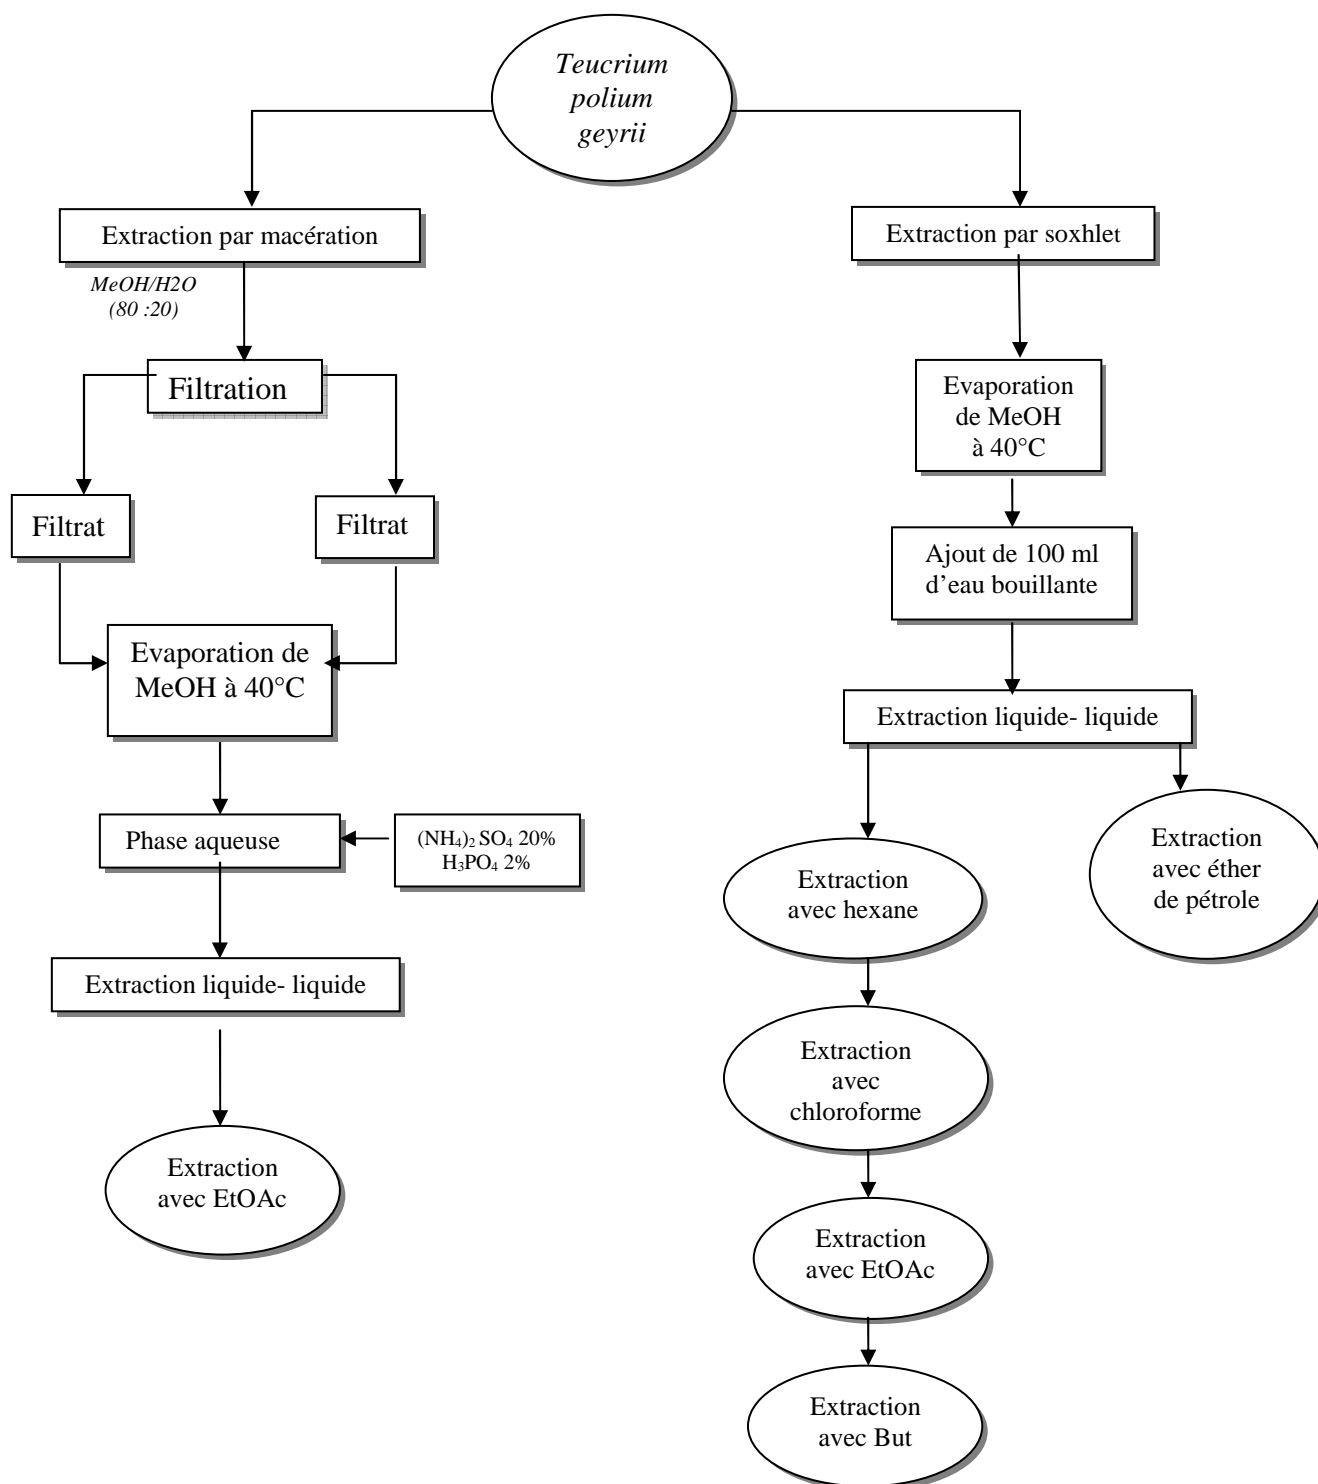 Teucrium
polium
geyrii
Extraction par macération
MeOH/H2O
(80 :20)
Filtration
Filtrat
Filtrat
Evaporation de
MeOH à 40°C
Phase aqueuse
(NH₄)₂ SO₄ 20%
H₃PO₄ 2%
Extraction liquide- liquide
Extraction
avec EtOAc
Extraction par soxhlet
Evaporation
de MeOH
à 40°C
Ajout de 100 ml
d’eau bouillante
Extraction liquide- liquide
Extraction
avec hexane
Extraction
avec éther
de pétrole
Extraction
avec
chloroforme
Extraction
avec EtOAc
Extraction
avec But